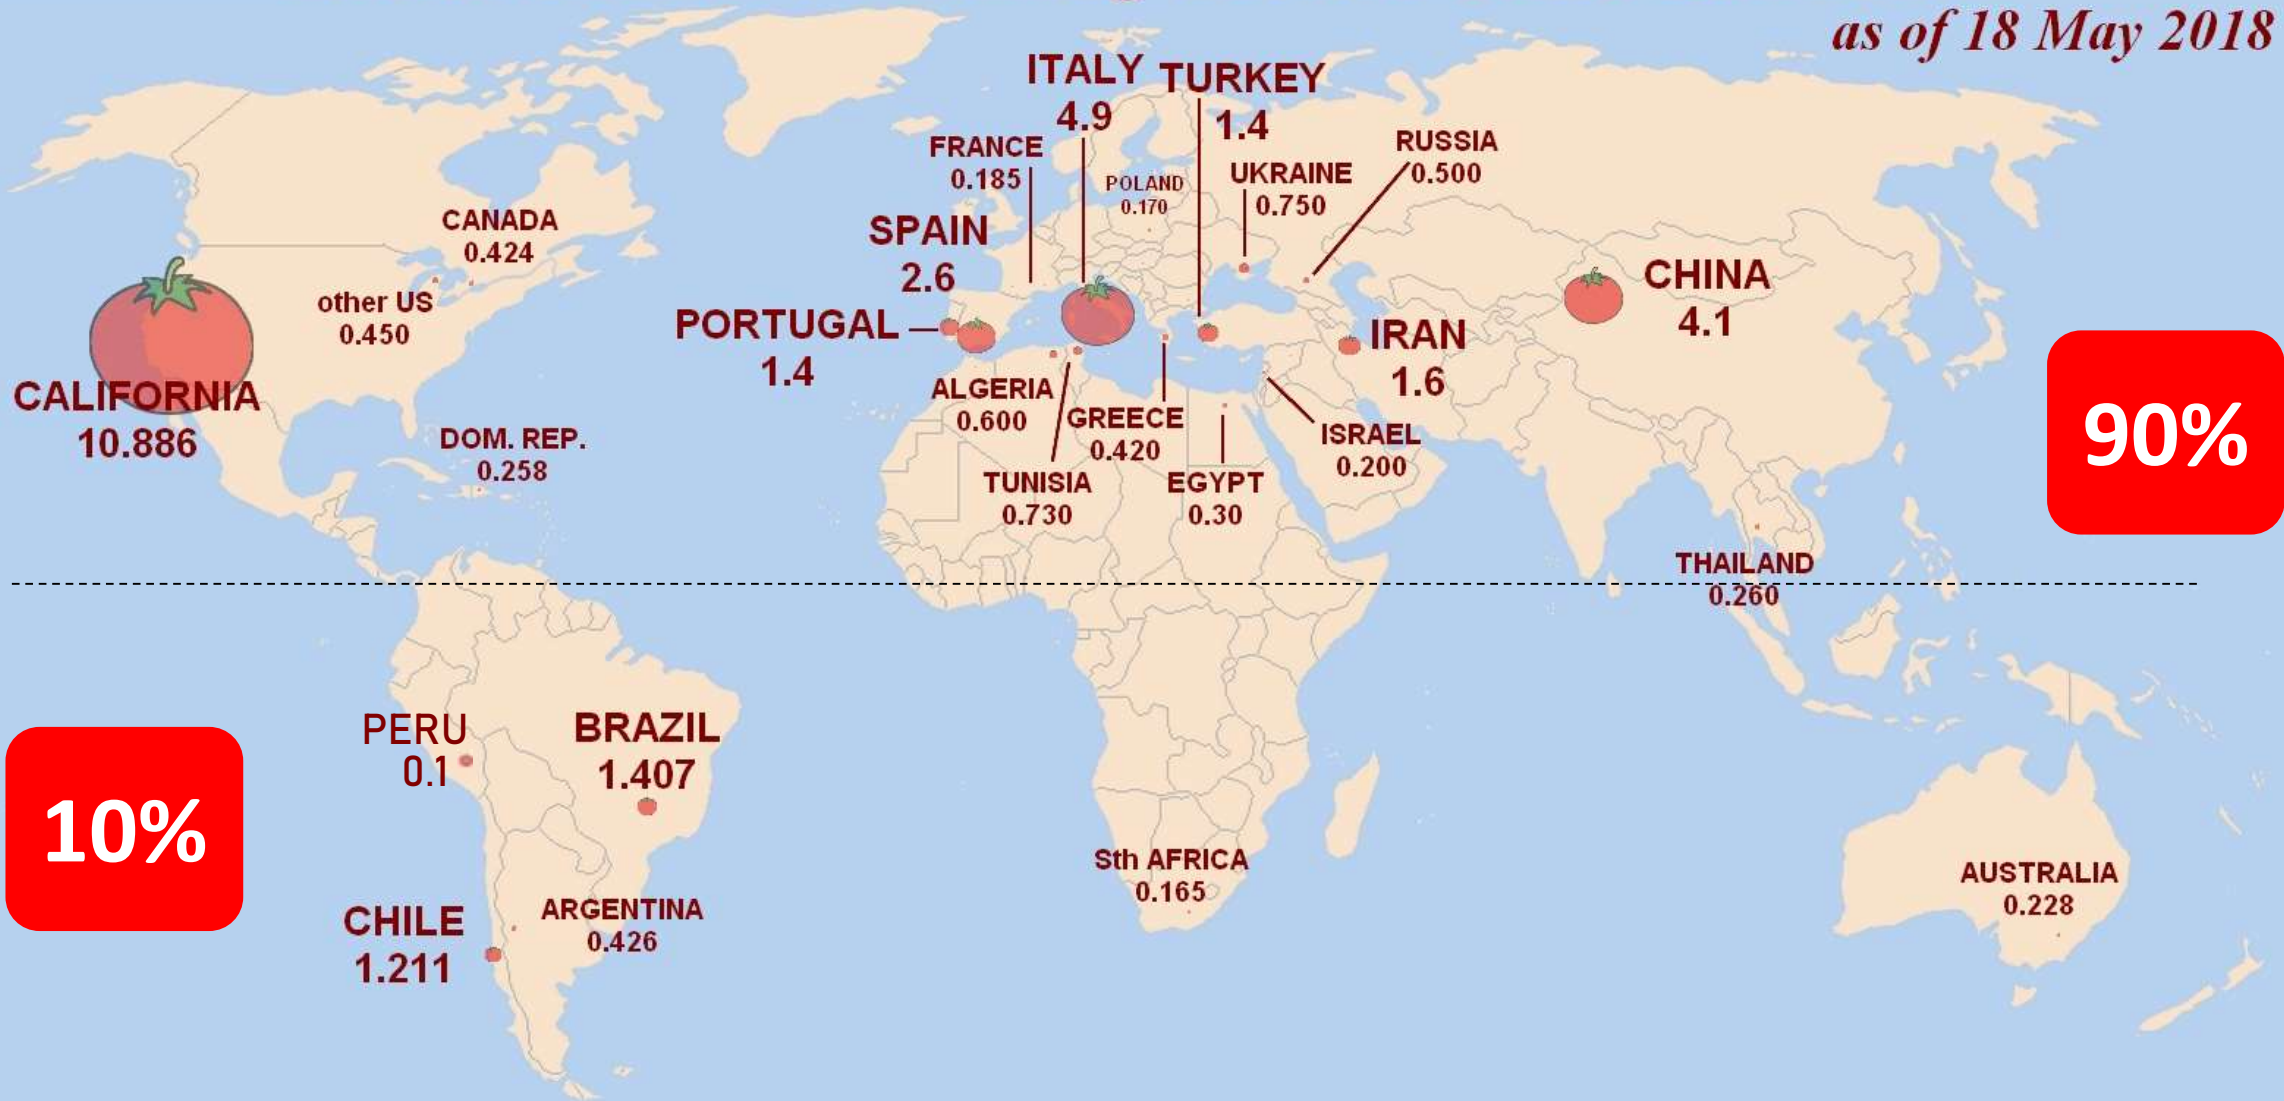 as of 18 May 2018
ITALY
4.9
TURKEY
1.4
FRANCE
0.185
POLAND
0.170
UKRAINE
0.750
RUSSIA
0.500
CANADA
0.424
SPAIN
2.6
other US
0.450
PORTUGAL
1.4
CHINA
4.1
IRAN
1.6
CALIFORNIA
10.886
ALGERIA
0.600
GREECE
0.420
ISRAEL
0.200
DOM. REP.
0.258
TUNISIA
0.730
EGYPT
0.30
90%
THAILAND
0.260
PERU
0.1
BRAZIL
1.407
10%
CHILE
1.211
ARGENTINA
0.426
Sth AFRICA
0.165
AUSTRALIA
0.228